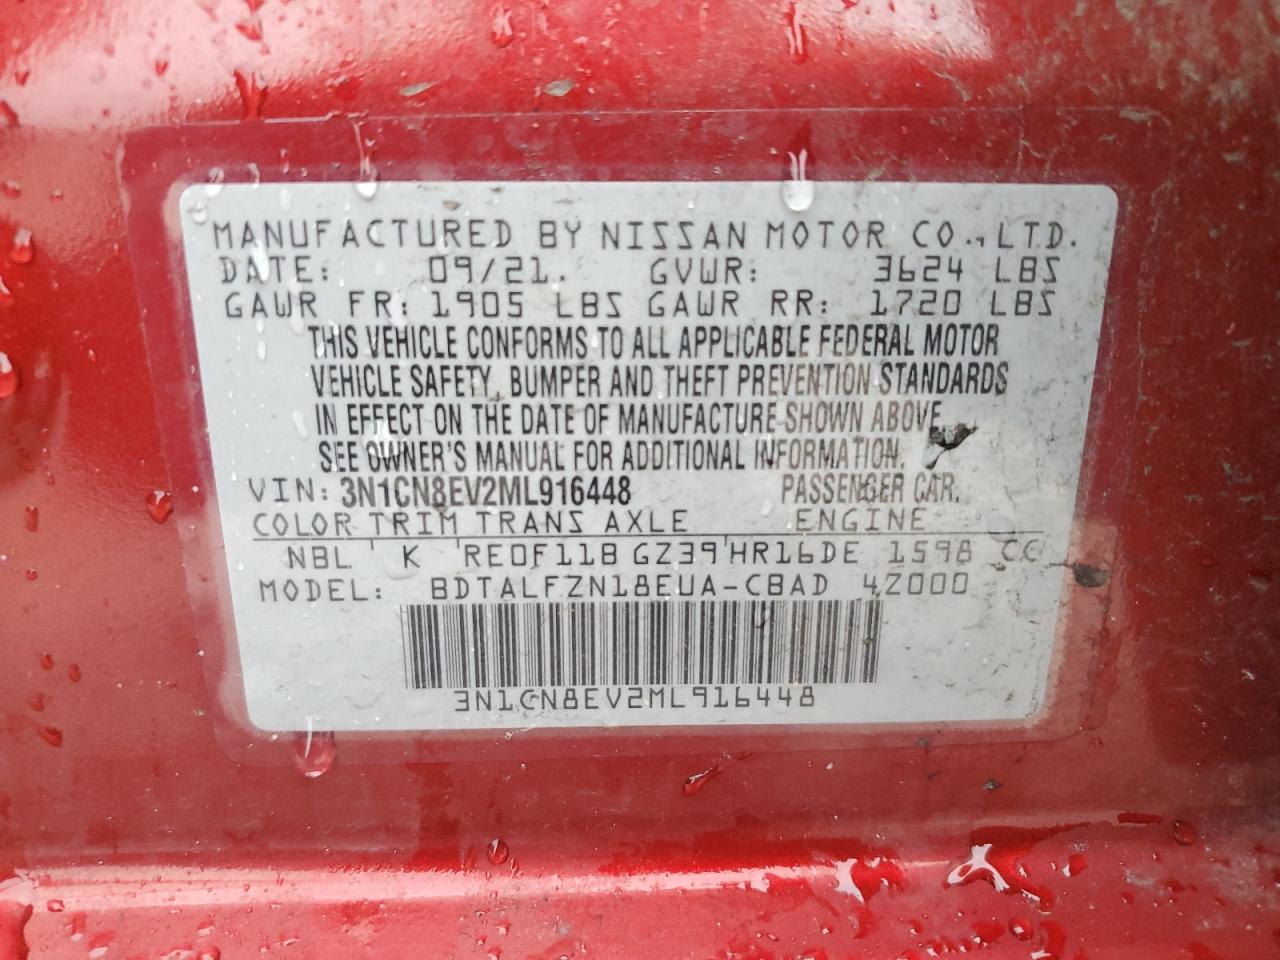 MANUFACTURED BY NISSAN MOTOR CO., LTD.
DATE: 09/21. GVWR: 3624 LBS
GAWR FR: 1905 LBS GAWR RR: 1720 LBS
THIS VEHICLE CONFORMS TO ALL APPLICABLE FEDERAL MOTOR
VEHICLE SAFETY, BUMPER AND THEFT PREVENTION STANDARDS
IN EFFECT ON THE DATE OF MANUFACTURE SHOWN ABOVE.
SEE OWNER'S MANUAL FOR ADDITIONAL INFORMATION.
VIN: 3N1CN8EV2ML916448 PASSENGER CAR.
COLOR TRIM TRANS AXLE ENGINE
NBL K RE0F11B GZ39 HR16DE 1598 CC
MODEL: BDTALFZN18EUA-CBAD 4Z000
3N1CN8EV2ML916448